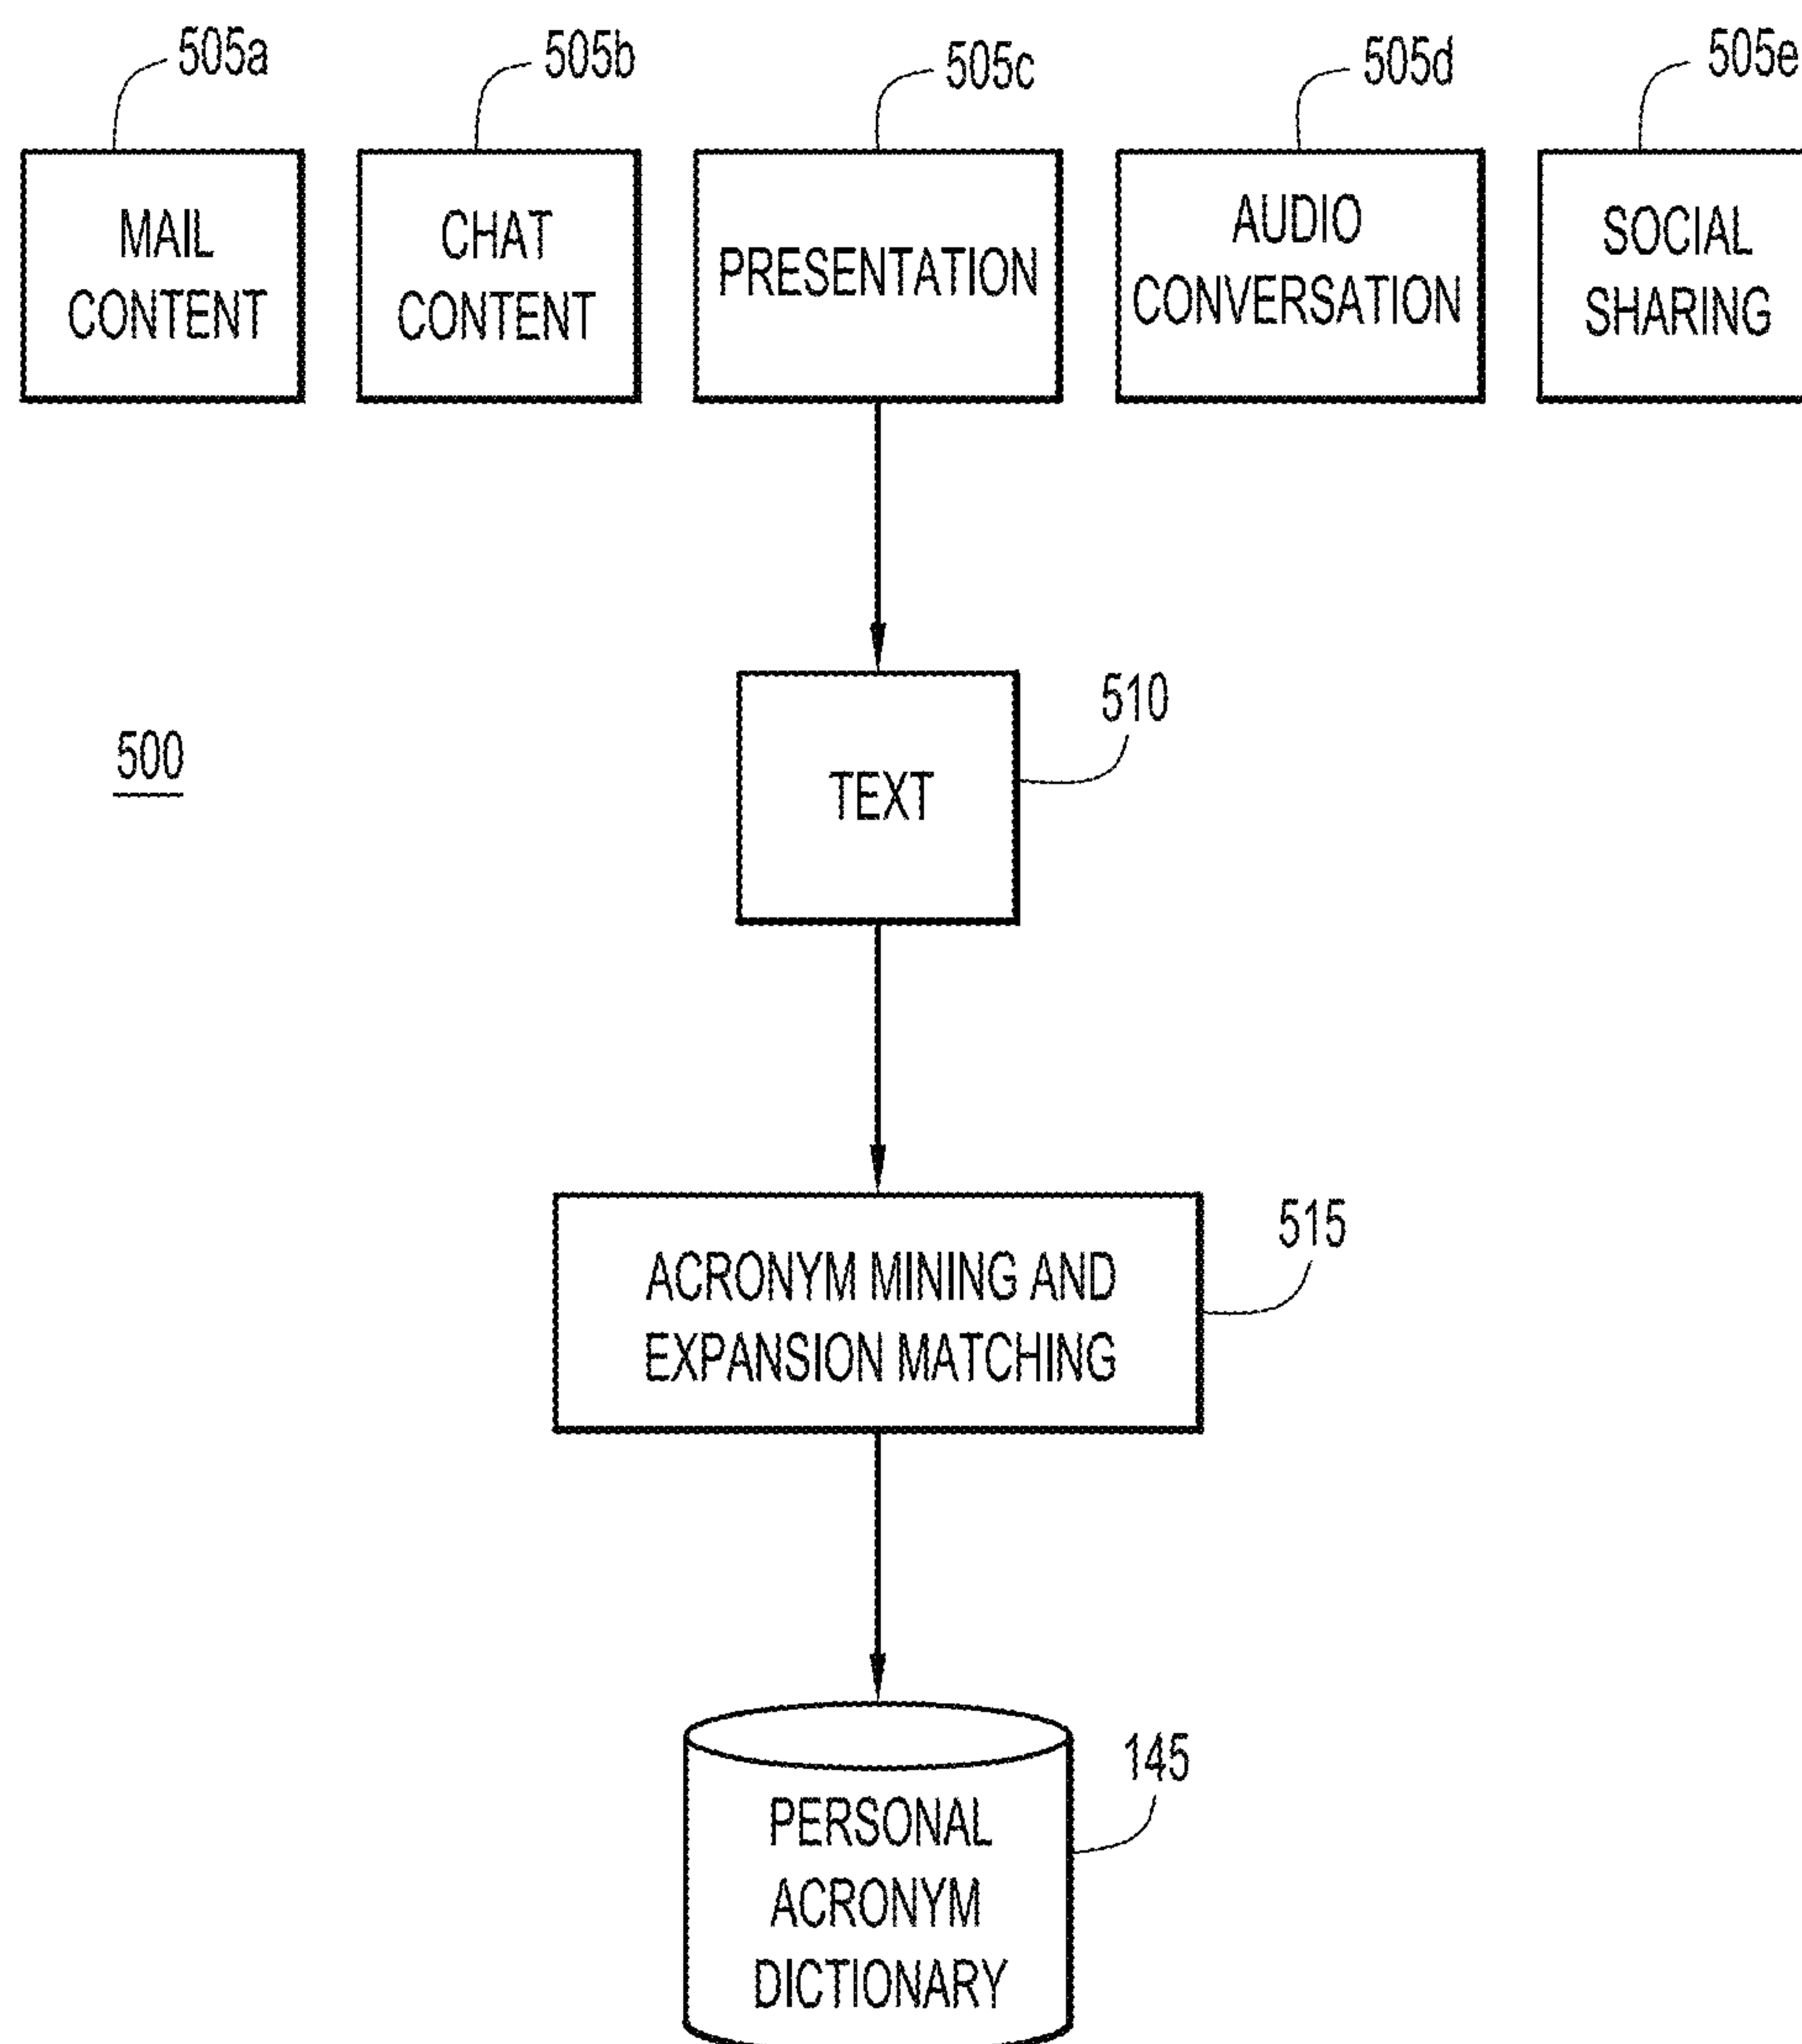 505a
505b
505c
505d
505e
MAIL
CONTENT
CHAT
CONTENT
PRESENTATION
AUDIO
CONVERSATION
SOCIAL
SHARING
510
TEXT
500
515
ACRONYM MINING AND
EXPANSION MATCHING
145
PERSONAL
ACRONYM
DICTIONARY